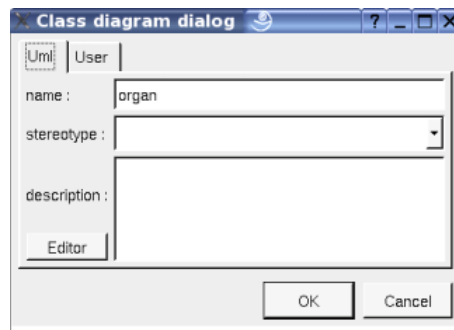 Class diagram dialog ? _
Uml User
name : organ
stereotype :
description :
Editor
OK Cancel